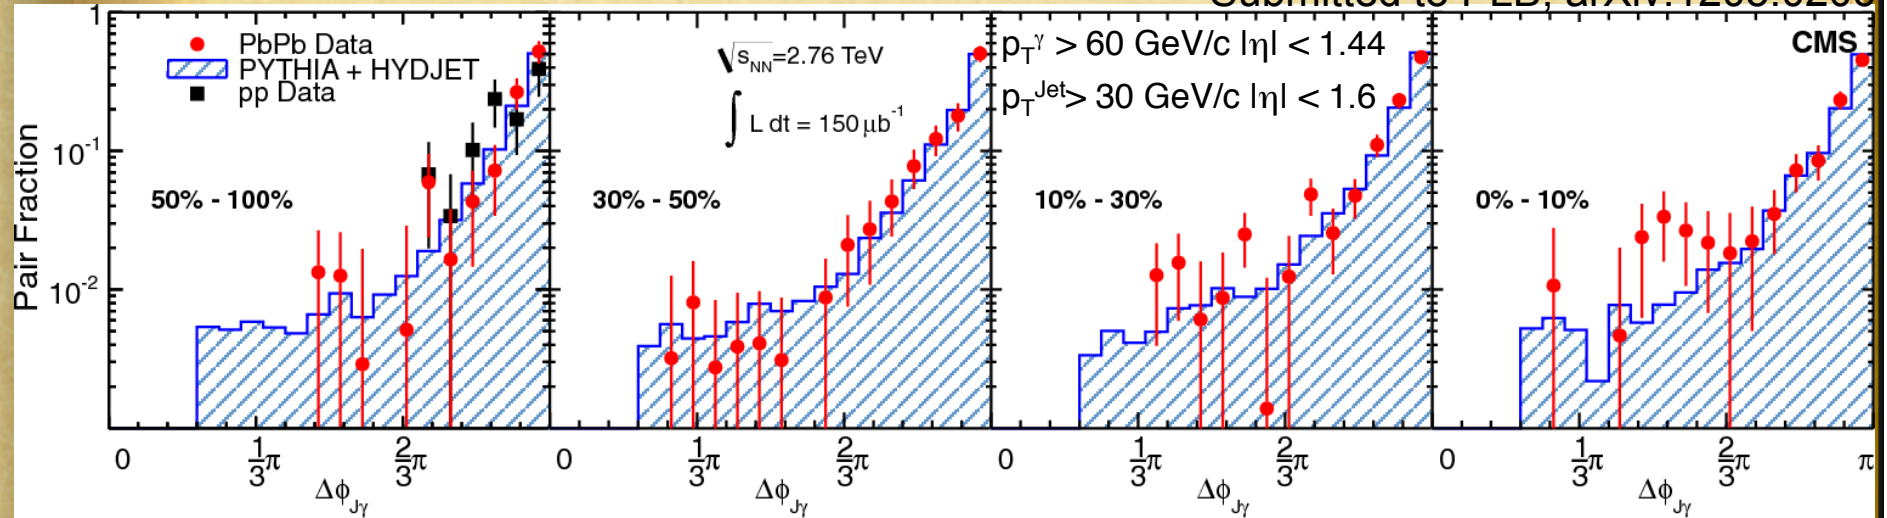 Submitted to PLB, arXiv:1205.0206
PbPb Data
PYTHIA + HYDJET
pp Data
√sNN=2.76 TeV
∫ L dt = 150 μb-1
pTγ > 60 GeV/c |η| < 1.44
pTJet> 30 GeV/c |η| < 1.6
CMS
50% - 100%
30% - 50%
10% - 30%
0% - 10%
Pair Fraction
1
10-1
10-2
0 1/3π 2/3π 0 1/3π 2/3π 0 1/3π 2/3π 0 1/3π 2/3π π
ΔϕJγ ΔϕJγ ΔϕJγ ΔϕJγ